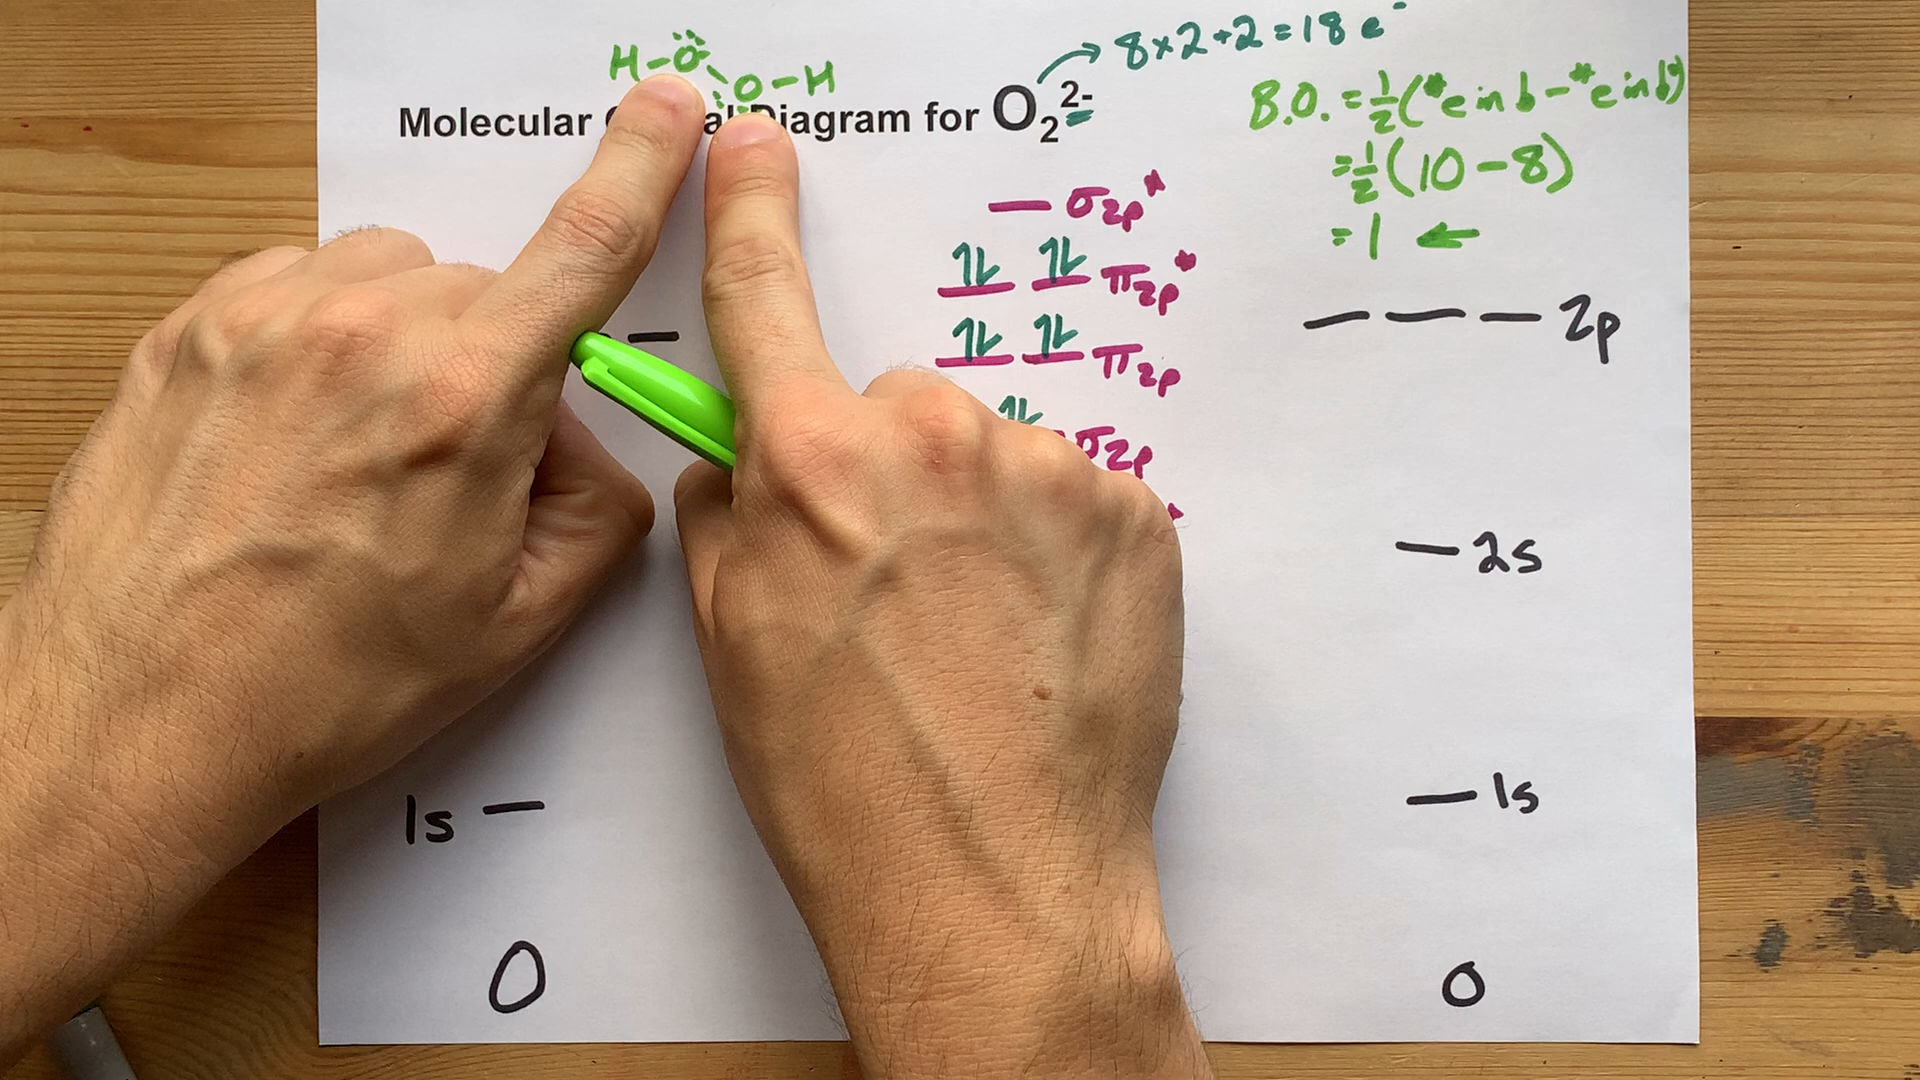 8×2+2=18 e⁻
H-Ö
O-H
Molecular Diagram for O₂²⁻
B.O. = ½(#e in b - #e in b*)
= ½(10-8)
= 1 ←
σ2p*
π2p*
2p
π2p
σ2p
*
2s
1s
1s
O
O